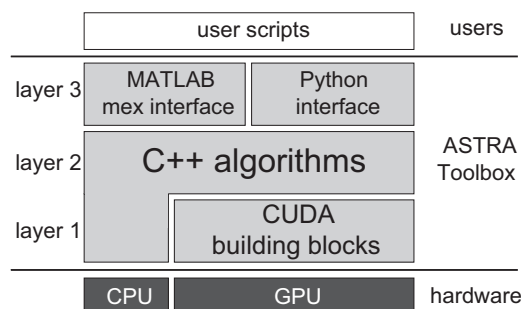 user scripts
users
layer 3
MATLAB
mex interface
Python
interface
layer 2
C++ algorithms
ASTRA
Toolbox
layer 1
CUDA
building blocks
CPU
GPU
hardware